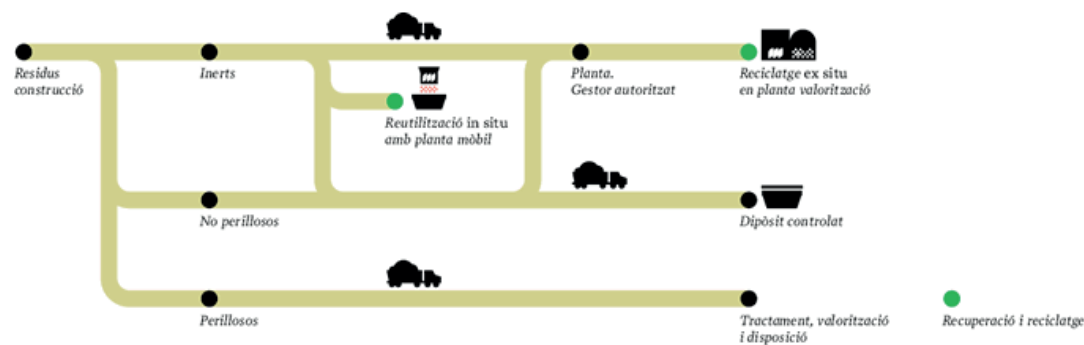 Residus
construcció
Inerts
Planta.
Gestor autoritzat
Reciclatge ex situ
en planta valorització
Reutilització in situ
amb planta mòbil
No perillosos
Dipòsit controlat
Perillosos
Tractament, valorització
i disposició
Recuperació i reciclatge